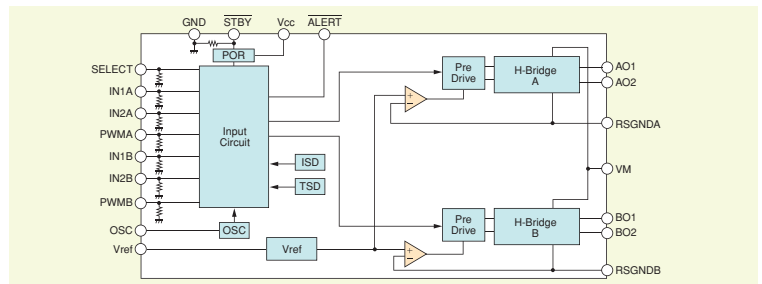 GND STBY Vcc ALERT
POR
SELECT
IN1A
IN2A
PWMA
IN1B
IN2B
PWMB
OSC
Vref
Input
Circuit
ISD
TSD
OSC
Vref
Pre
Drive
H-Bridge
A
+
−
AO1
AO2
RSGNDA
VM
Pre
Drive
H-Bridge
B
+
−
BO1
BO2
RSGNDB